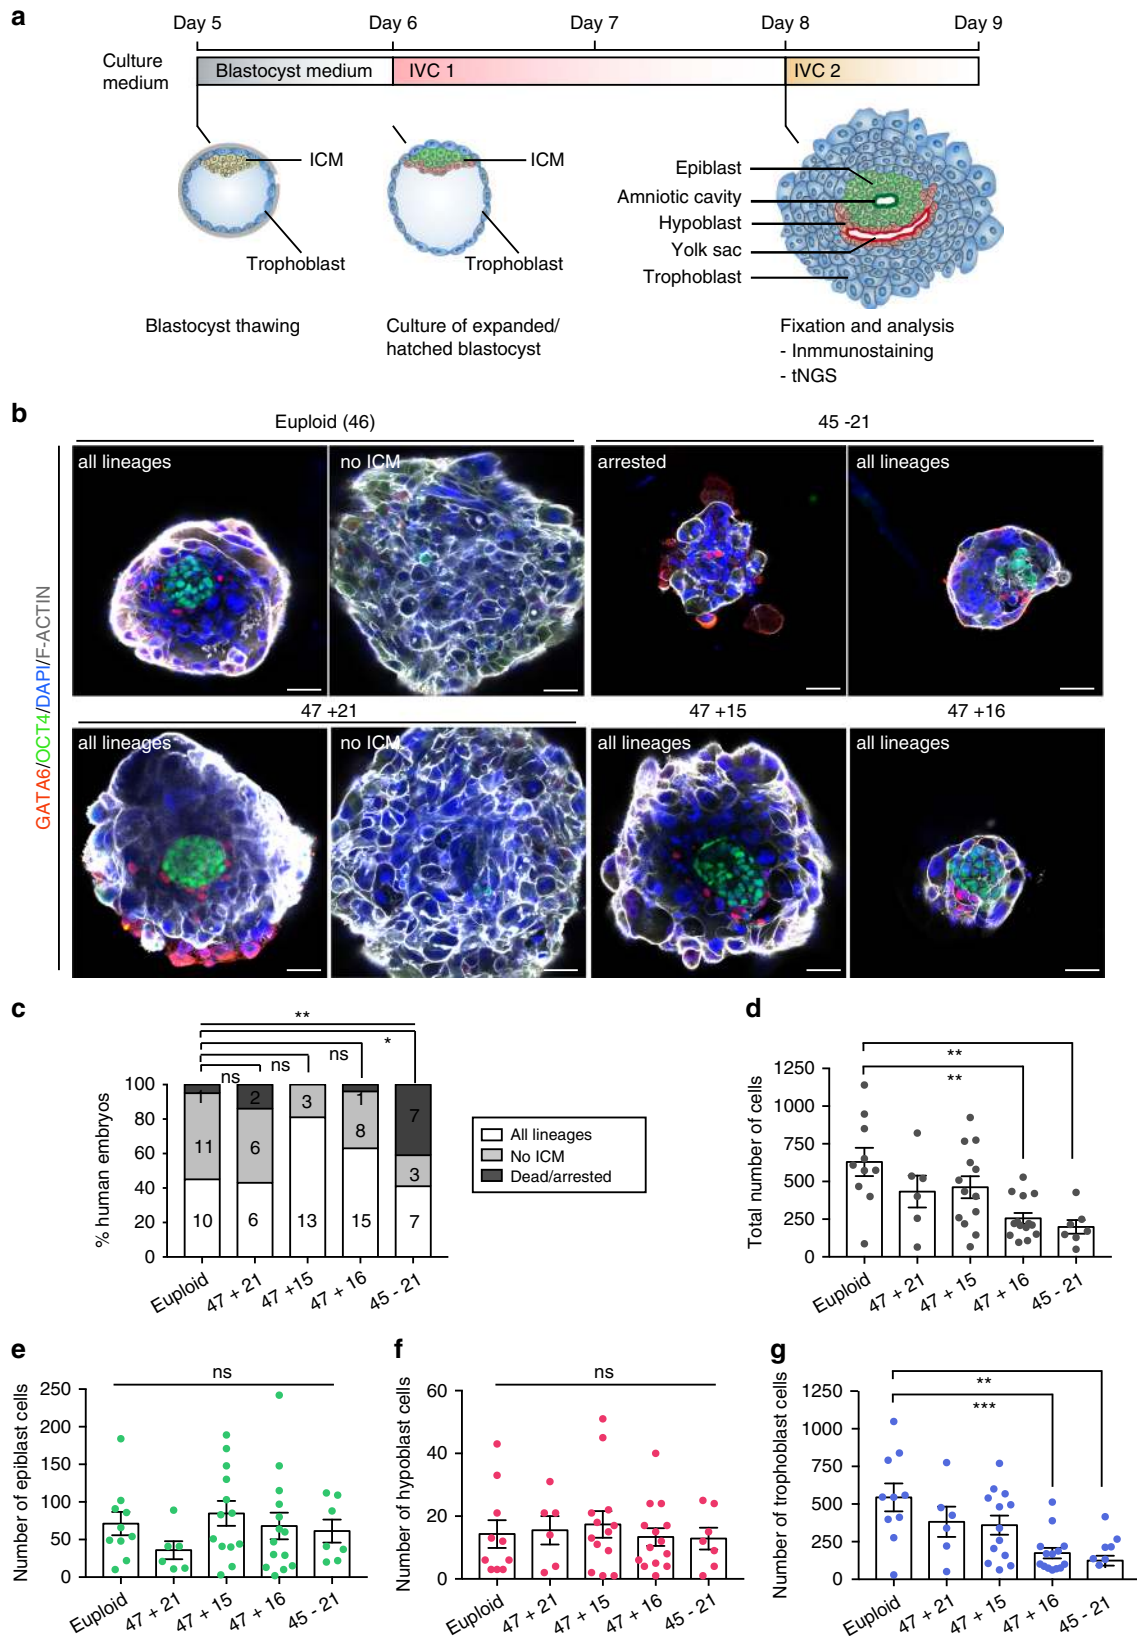 a
Day 5
Day 6
Day 7
Day 8
Day 9
Culture
medium
Blastocyst medium
IVC 1
IVC 2
ICM
Trophoblast
ICM
Trophoblast
Epiblast
Amniotic cavity
Hypoblast
Yolk sac
Trophoblast
Blastocyst thawing
Culture of expanded/
hatched blastocyst
Fixation and analysis
- Inmmunostaining
- tNGS
b
Euploid (46)
45 -21
all lineages
no ICM
arrested
all lineages
GATA6/OCT4/DAPI/F-ACTIN
47 +21
47 +15
47 +16
all lineages
no ICM
all lineages
all lineages
c
**
*
ns
ns
ns
% human embryos
100
80
60
40
20
0
1
11
10
2
6
6
3
13
1
8
15
7
3
7
Euploid
47 + 21
47 +15
47 + 16
45 - 21
All lineages
No ICM
Dead/arrested
d
**
**
Total number of cells
1250
1000
750
500
250
0
Euploid
47 + 21
47 + 15
47 + 16
45 - 21
e
ns
Number of epiblast cells
250
200
150
100
50
0
Euploid
47 + 21
47 + 15
47 + 16
45 - 21
f
ns
Number of hypoblast cells
60
40
20
0
Euploid
47 + 21
47 + 15
47 + 16
45 - 21
g
**
***
Number of trophoblast cells
1250
1000
750
500
250
0
Euploid
47 + 21
47 + 15
47 + 16
45 - 21